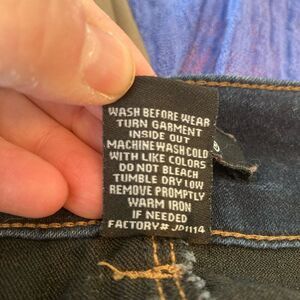 WASH BEFORE WEAR
TURN GARMENT
INSIDE OUT
MACHINE WASH COLD
WITH LIKE COLORS
DO NOT BLEACH
TUMBLE DRY LOW
REMOVE PROMPTLY
WARM IRON
IF NEEDED
FACTORY# JD1114